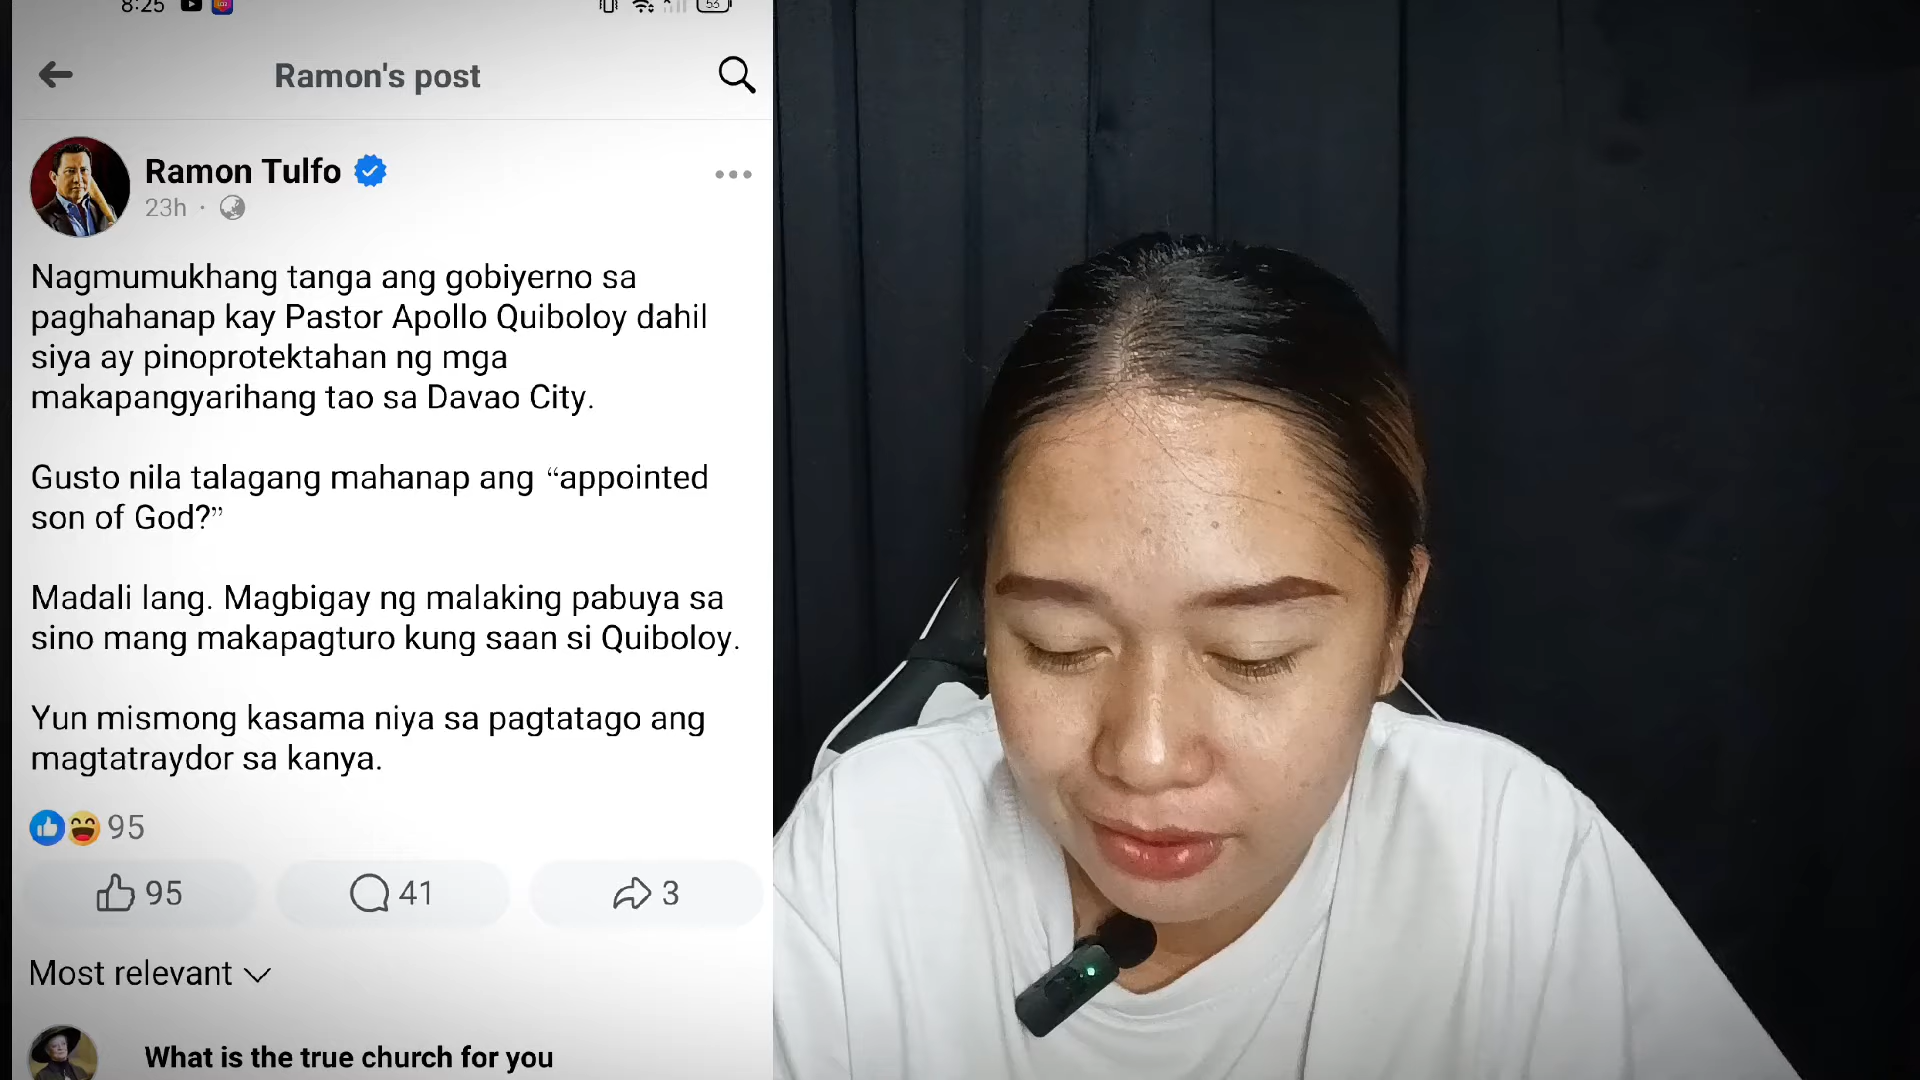 8:25
53
Ramon's post
Ramon Tulfo
23h ·
Nagmumukhang tanga ang gobiyerno sa
paghahanap kay Pastor Apollo Quiboloy dahil
siya ay pinoprotektahan ng mga
makapangyarihang tao sa Davao City.
Gusto nila talagang mahanap ang “appointed
son of God?”
Madali lang. Magbigay ng malaking pabuya sa
sino mang makapagturo kung saan si Quiboloy.
Yun mismong kasama niya sa pagtatago ang
magtatraydor sa kanya.
95
95 41 3
Most relevant
What is the true church for you